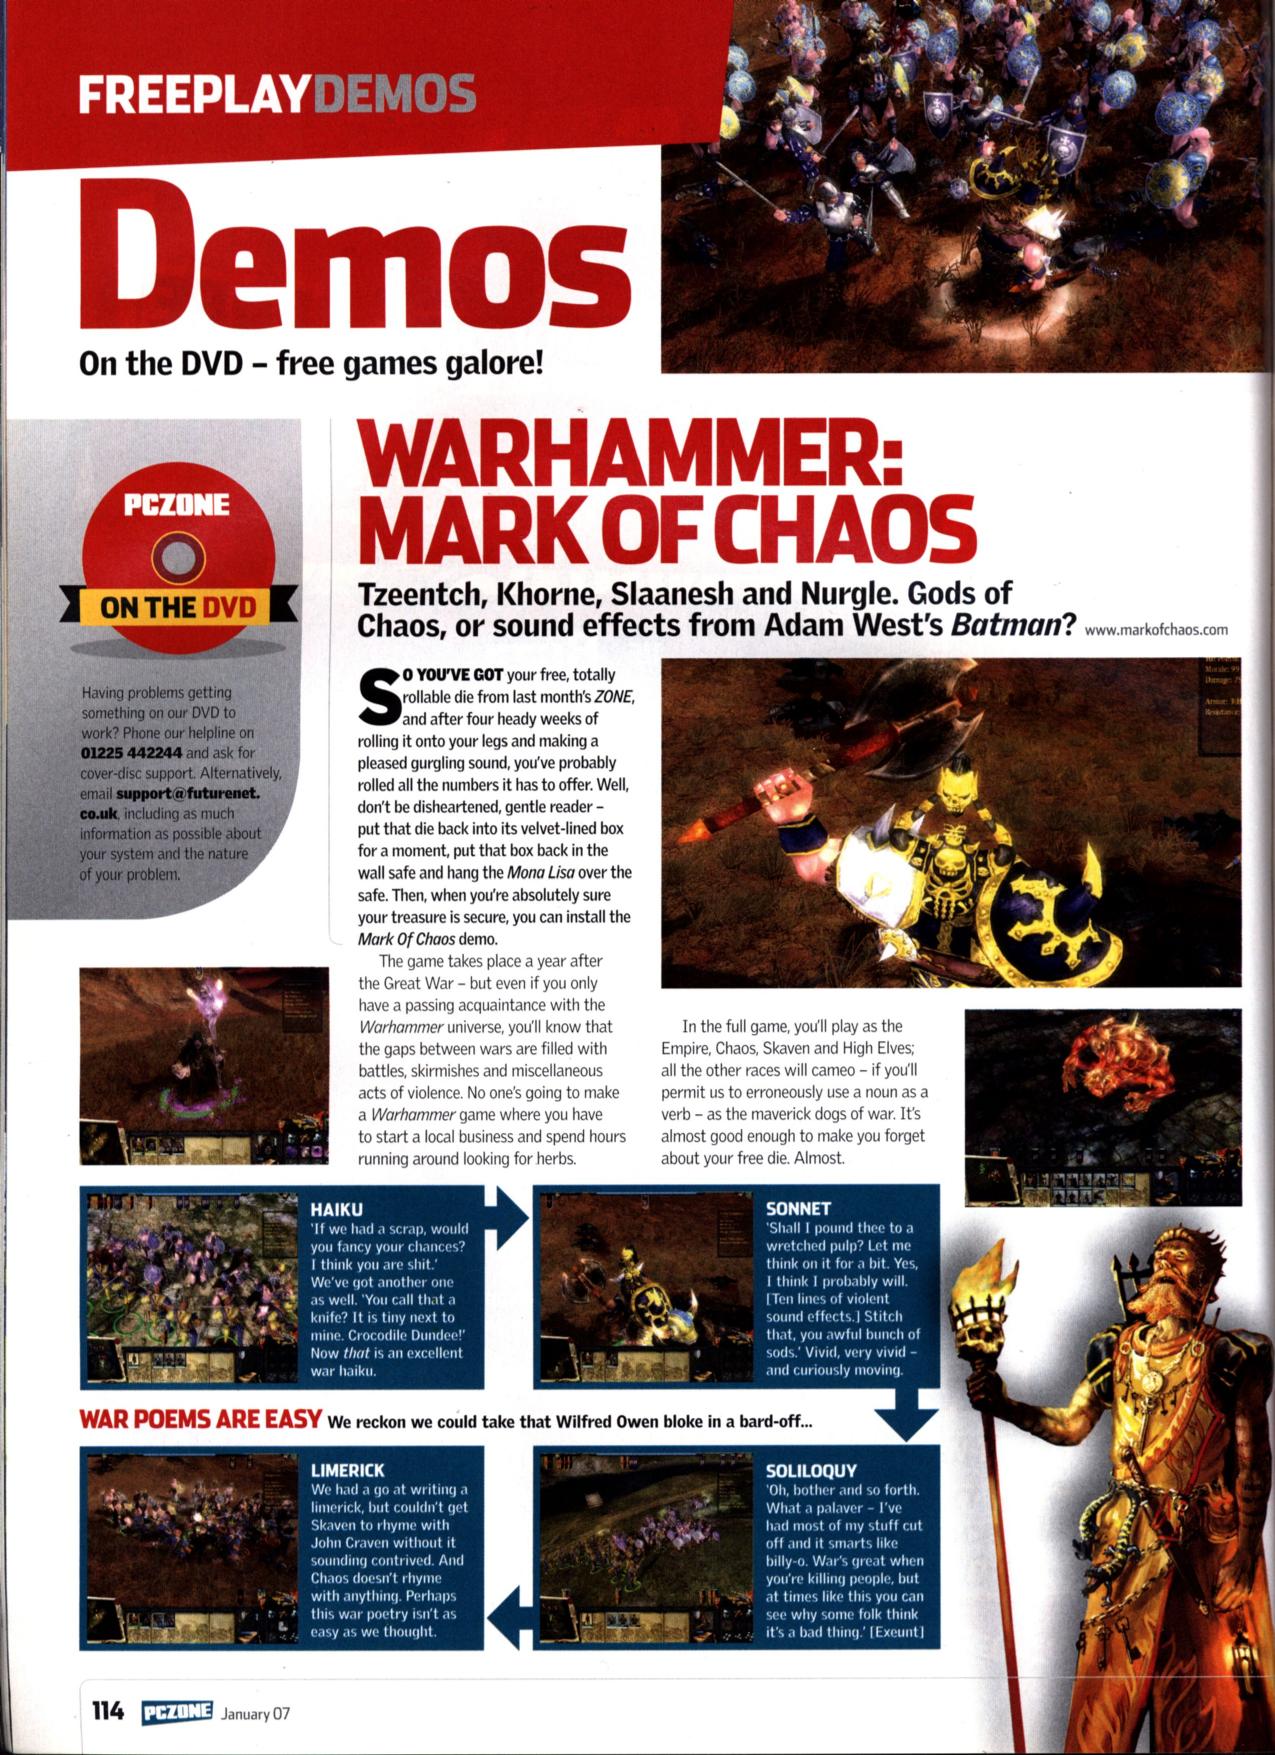 FREEPLAYDEMOS
Demos
On the DVD – free games galore!
PCZONE
ON THE DVD
Having problems getting
something on our DVD to
work? Phone our helpline on
01225 442244 and ask for
cover-disc support. Alternatively,
email support@futurenet.
co.uk, including as much
information as possible about
your system and the nature
of your problem.
WARHAMMER:
MARK OF CHAOS
Tzeentch, Khorne, Slaanesh and Nurgle. Gods of
Chaos, or sound effects from Adam West's Batman? www.markofchaos.com
SO YOU'VE GOT your free, totally
rollable die from last month's ZONE,
and after four heady weeks of
rolling it onto your legs and making a
pleased gurgling sound, you've probably
rolled all the numbers it has to offer. Well,
don't be disheartened, gentle reader –
put that die back into its velvet-lined box
for a moment, put that box back in the
wall safe and hang the Mona Lisa over the
safe. Then, when you're absolutely sure
your treasure is secure, you can install the
Mark Of Chaos demo.
The game takes place a year after
the Great War – but even if you only
have a passing acquaintance with the
Warhammer universe, you'll know that
the gaps between wars are filled with
battles, skirmishes and miscellaneous
acts of violence. No one's going to make
a Warhammer game where you have
to start a local business and spend hours
running around looking for herbs.
In the full game, you'll play as the
Empire, Chaos, Skaven and High Elves;
all the other races will cameo – if you'll
permit us to erroneously use a noun as a
verb – as the maverick dogs of war. It's
almost good enough to make you forget
about your free die. Almost.
HAIKU
'If we had a scrap, would
you fancy your chances?
I think you are shit.'
We've got another one
as well. 'You call that a
knife? It is tiny next to
mine. Crocodile Dundee!'
Now that is an excellent
war haiku.
SONNET
'Shall I pound thee to a
wretched pulp? Let me
think on it for a bit. Yes,
I think I probably will.
[Ten lines of violent
sound effects.] Stitch
that, you awful bunch of
sods.' Vivid, very vivid –
and curiously moving.
WAR POEMS ARE EASY We reckon we could take that Wilfred Owen bloke in a bard-off...
LIMERICK
We had a go at writing a
limerick, but couldn't get
Skaven to rhyme with
John Craven without it
sounding contrived. And
Chaos doesn't rhyme
with anything. Perhaps
this war poetry isn't as
easy as we thought.
SOLILOQUY
'Oh, bother and so forth.
What a palaver – I've
had most of my stuff cut
off and it smarts like
billy-o. War's great when
you're killing people, but
at times like this you can
see why some folk think
it's a bad thing.' [Exeunt]
114 PCZONE January 07